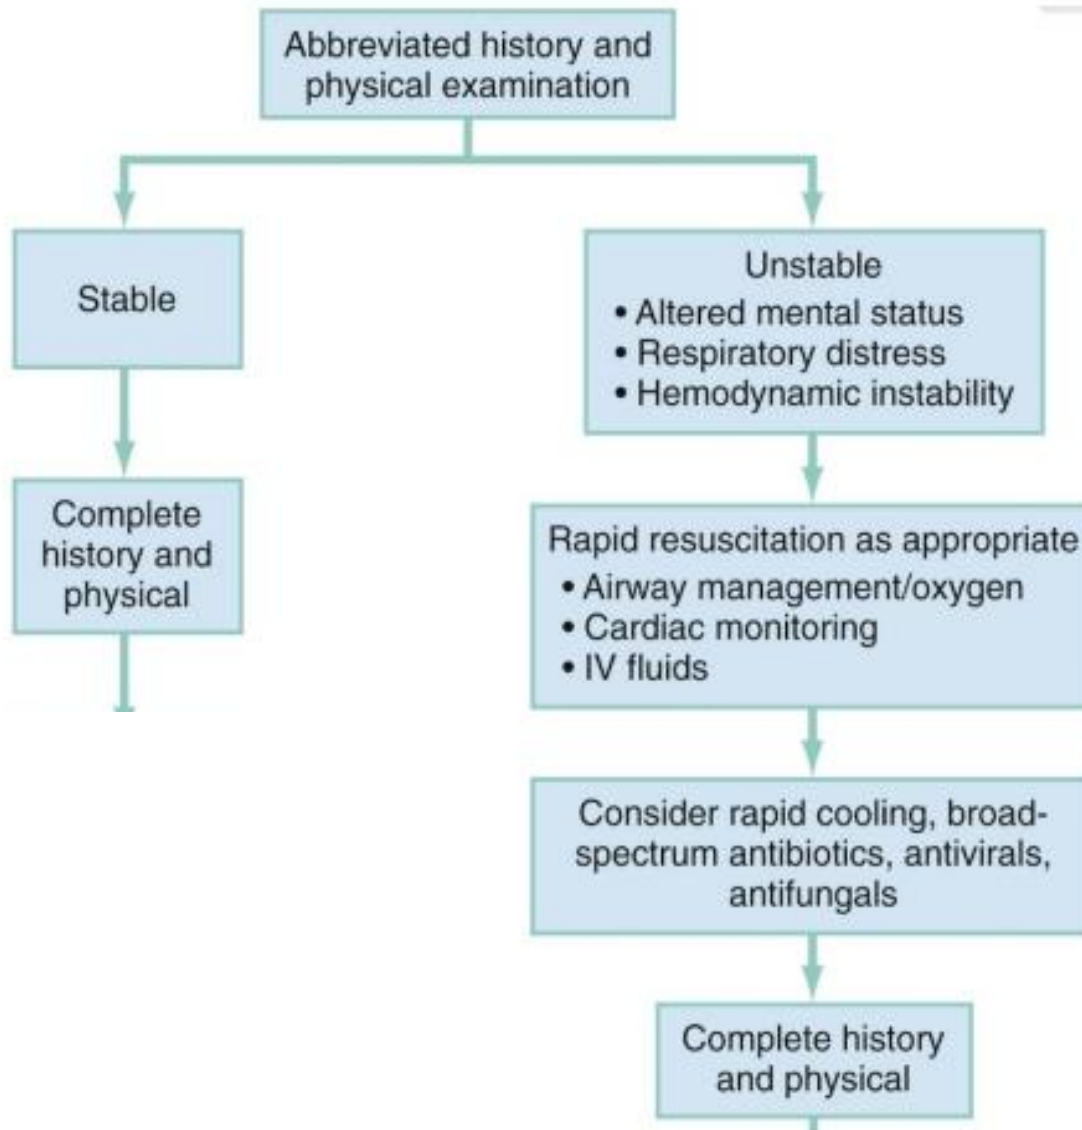 Abbreviated history and
physical examination
Stable
Complete
history and
physical
Unstable
• Altered mental status
• Respiratory distress
• Hemodynamic instability
Rapid resuscitation as appropriate
• Airway management/oxygen
• Cardiac monitoring
• IV fluids
Consider rapid cooling, broad-
spectrum antibiotics, antivirals,
antifungals
Complete history
and physical